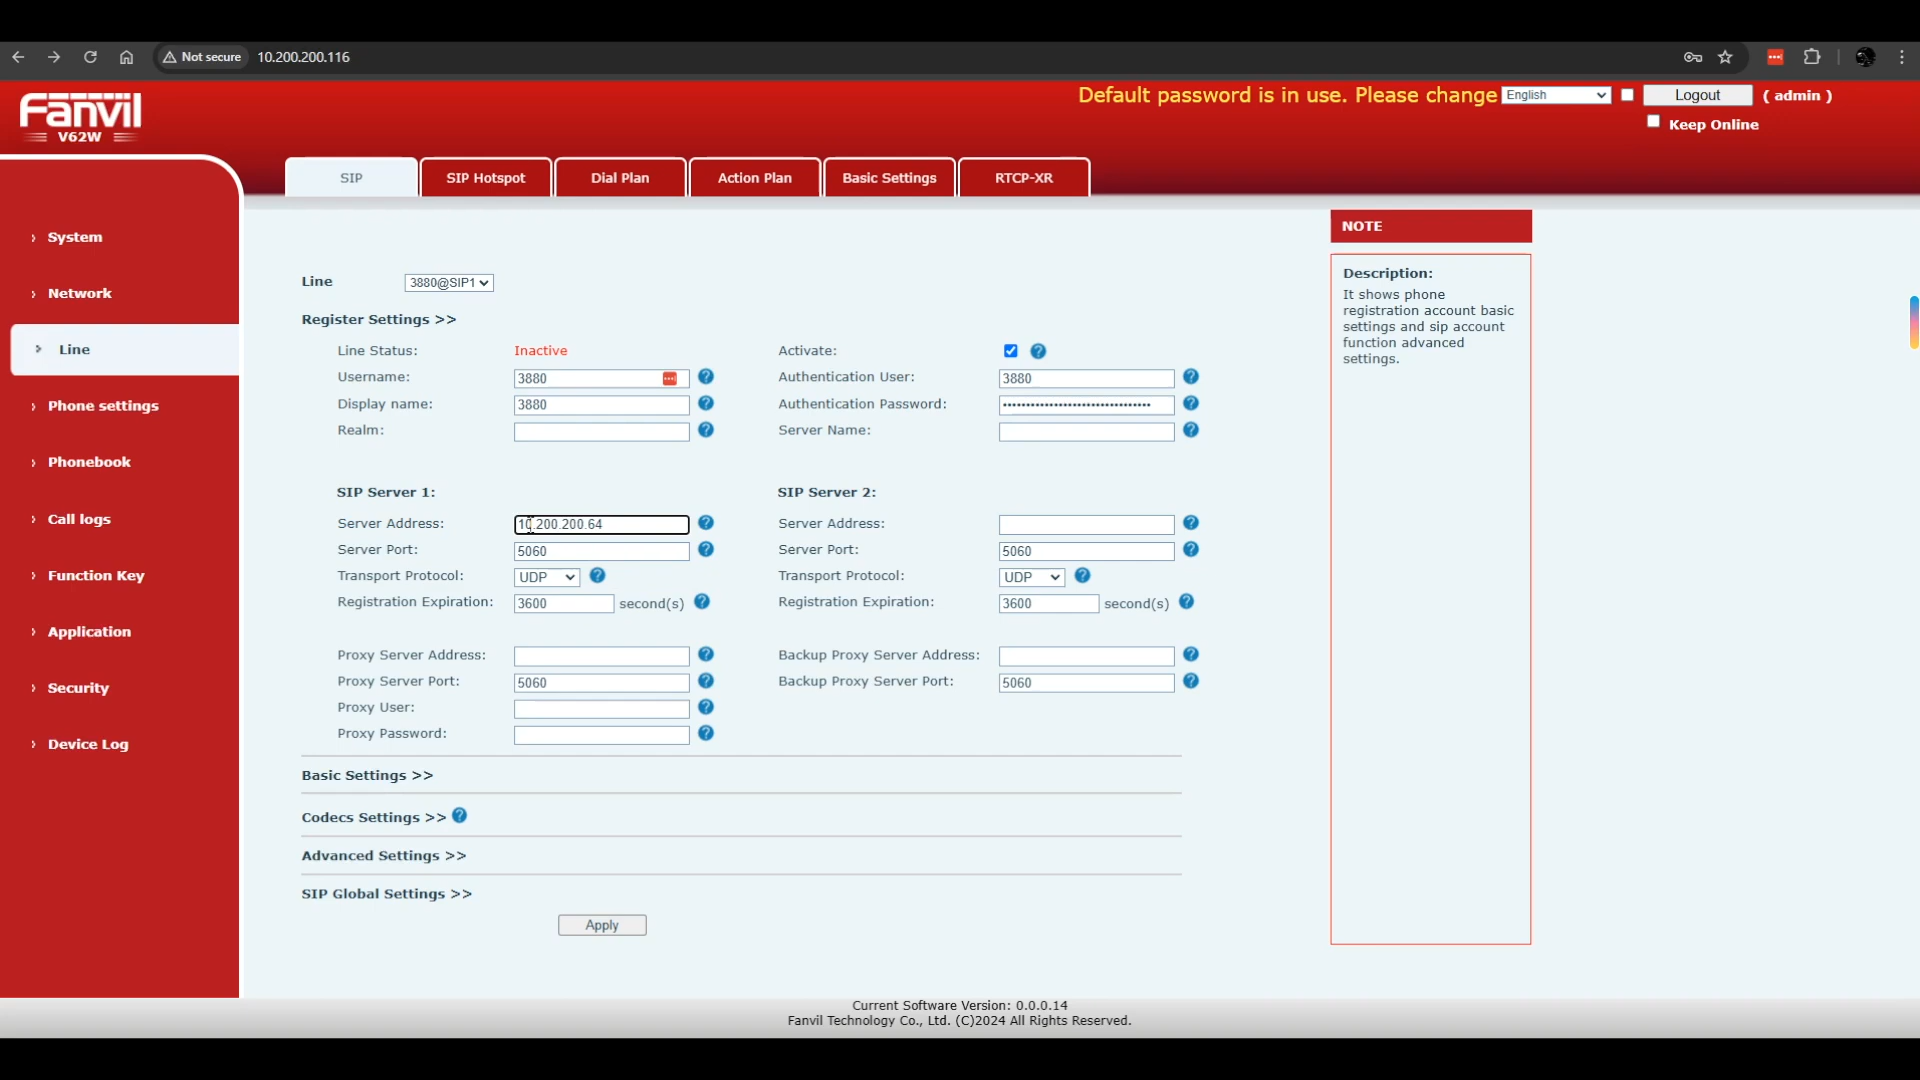 Not secure 10.200.200.116
Fanvil
V62W
Default password is in use. Please change English Logout ( admin )
Keep Online
SIP SIP Hotspot Dial Plan Action Plan Basic Settings RTCP-XR
System
Network
Line
Phone settings
Phonebook
Call logs
Function Key
Application
Security
Device Log
Line 3880@SIP1
Register Settings >>
Line Status: Inactive Activate:
Username: 3880 Authentication User: 3880
Display name: 3880 Authentication Password: ••••••••••••••••••••••••••••••••
Realm: Server Name:
SIP Server 1: SIP Server 2:
Server Address: 10.200.200.64 Server Address:
Server Port: 5060 Server Port: 5060
Transport Protocol: UDP Transport Protocol: UDP
Registration Expiration: 3600 second(s) Registration Expiration: 3600 second(s)
Proxy Server Address: Backup Proxy Server Address:
Proxy Server Port: 5060 Backup Proxy Server Port: 5060
Proxy User:
Proxy Password:
Basic Settings >>
Codecs Settings >>
Advanced Settings >>
SIP Global Settings >>
Apply
NOTE
Description:
It shows phone
registration account basic
settings and sip account
function advanced
settings.
Current Software Version: 0.0.0.14
Fanvil Technology Co., Ltd. (C)2024 All Rights Reserved.